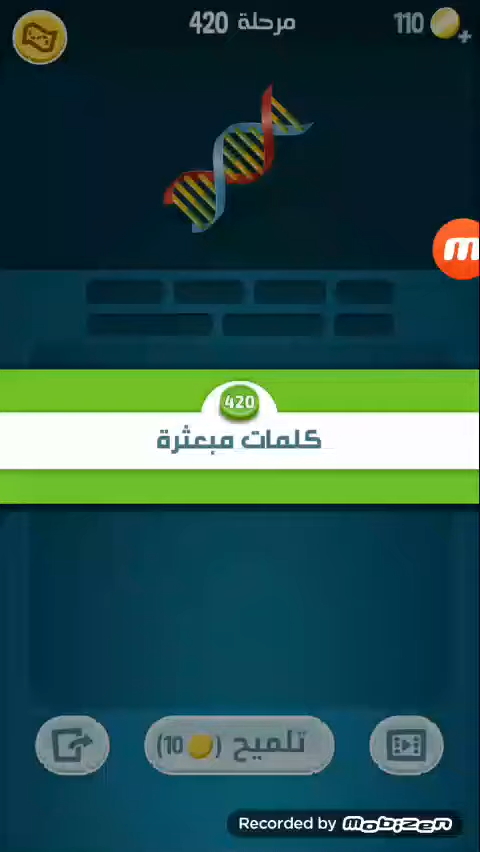 مرحلة 420
110
420
كلمات مبعثرة
تلميح (10)
Recorded by mobizen